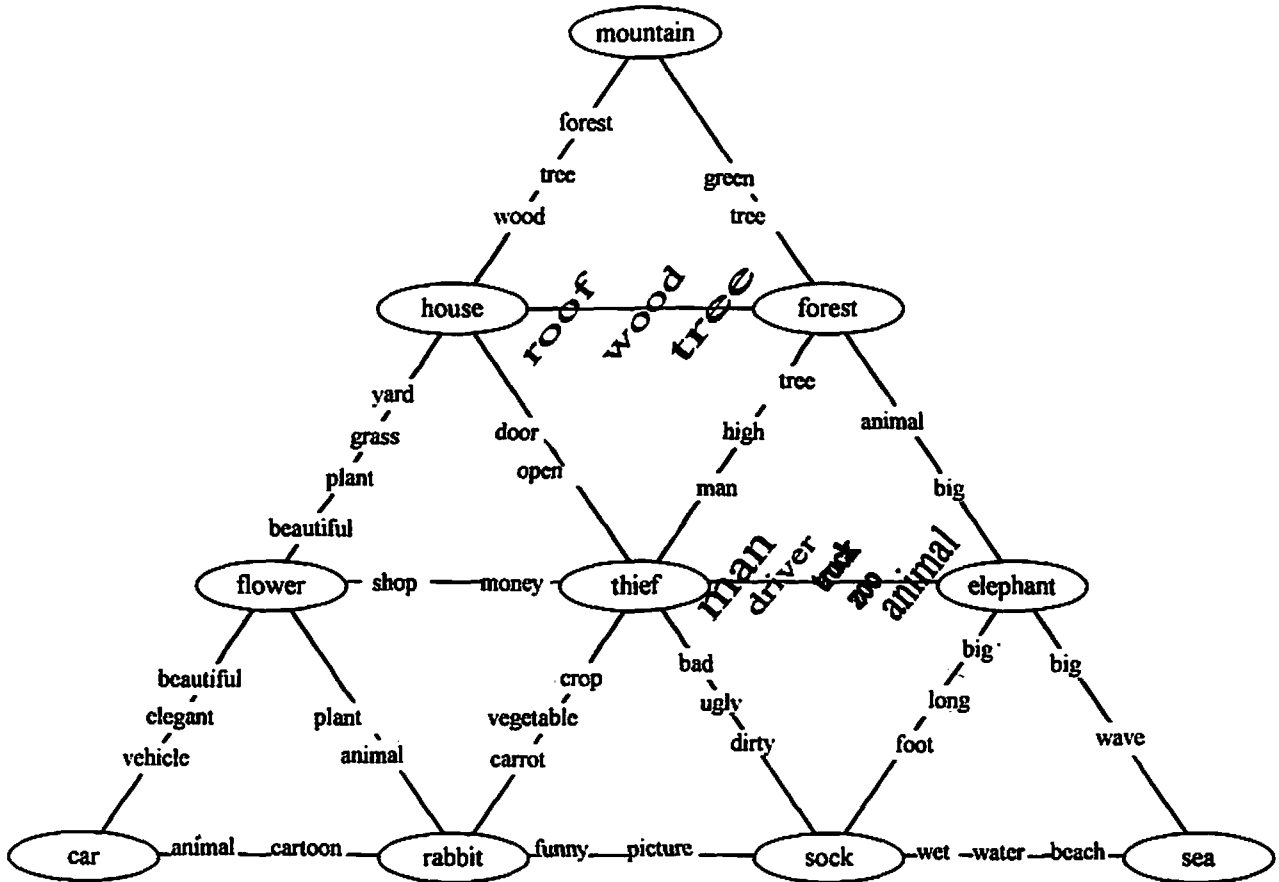 mountain
forest
tree green
wood tree
house roof wood tree forest
yard tree
grass door high animal
plant open man big
beautiful
flower shop money thief man driver truck zoo animal elephant
beautiful crop bad big big
elegant plant vegetable ugly long
vehicle animal carrot dirty foot wave
car animal cartoon rabbit funny picture sock wet water beach sea